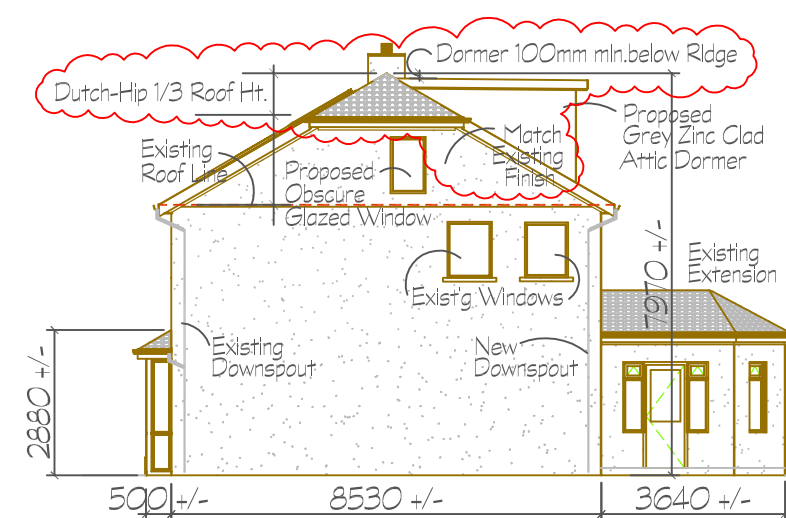 Dormer 100mm mIn.below RIdge
Dutch-Hip 1/3 Roof Ht.
Proposed
Grey Zinc Clad
Attic Dormer
Match
Existing
Finish
Existing
Roof Line
Proposed
Obscure
Glazed Window
Existing
Extension
7970 +/-
Exist'g. Windows
Existing
Downspout
New
Downspout
2880 +/-
500 +/-
8530 +/-
3640 +/-